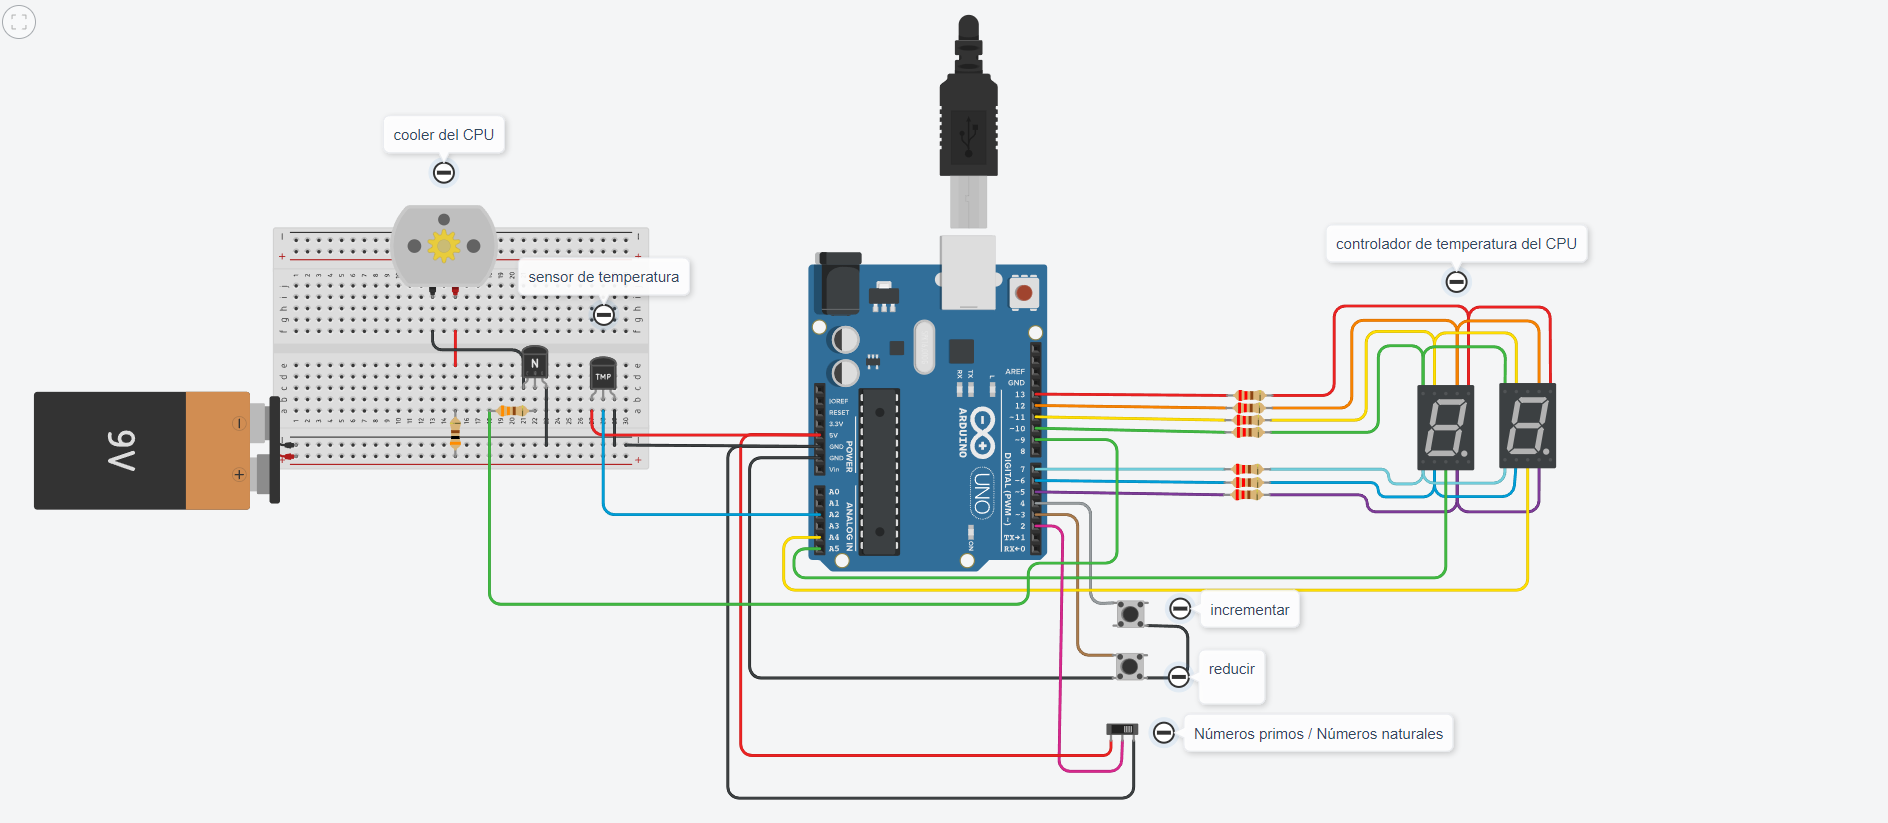 cooler del CPU
sensor de temperatura
controlador de temperatura del CPU
9V
N
TMP
IOREF
RESET
3.3V
5V
GND
GND
Vin
POWER
A0
A1
A2
A3
A4
A5
ANALOG IN
RX
TX
L
ARDUINO
UNO
ON
AREF
GND
13
12
~11
~10
~9
8
7
~6
~5
4
~3
2
TX→1
RX←0
DIGITAL (PWM~)
incrementar
reducir
Números primos / Números naturales